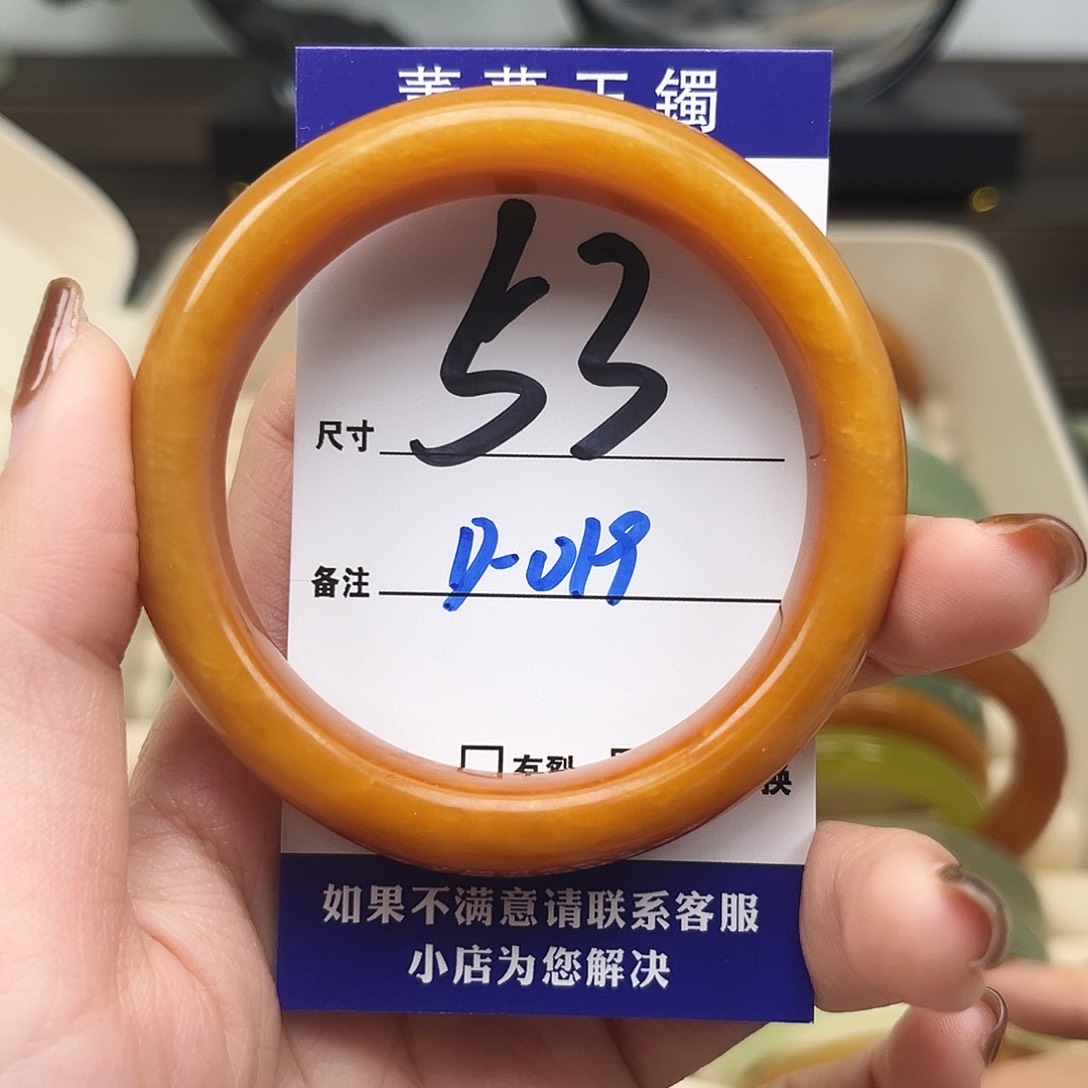 玉镯
尺寸 53
备注 D-019
有裂
换
如果不满意请联系客服
小店为您解决